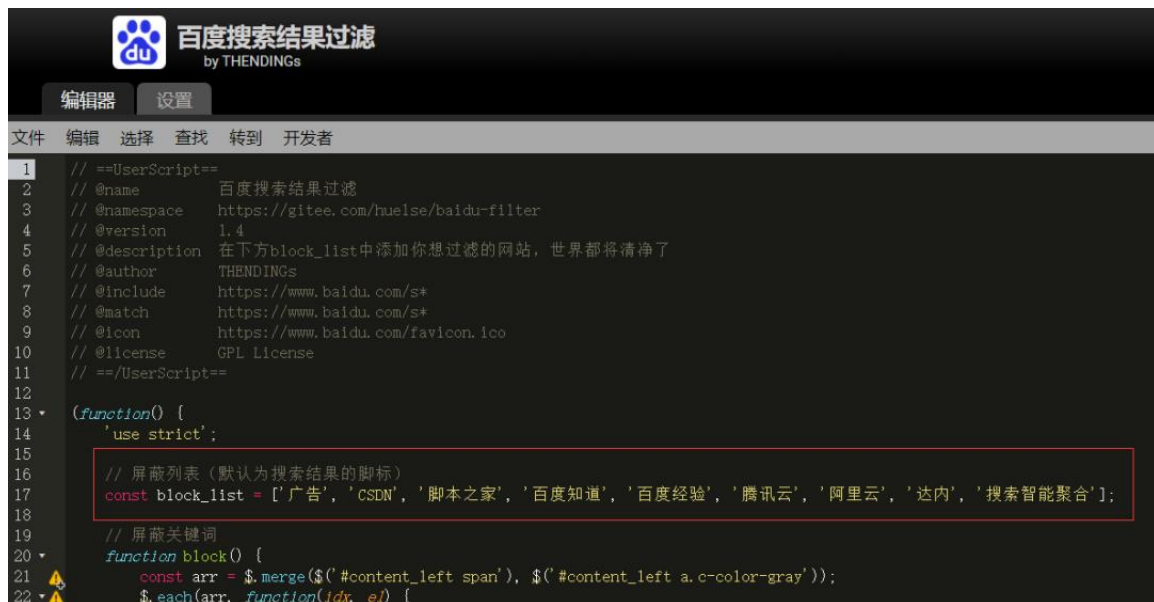 du
百度搜索结果过滤
by THENDINGs
编辑器 设置
文件 编辑 选择 查找 转到 开发者
1 // ==UserScript==
2 // @name 百度搜索结果过滤
3 // @namespace https://gitee.com/huelse/baidu-filter
4 // @version 1.4
5 // @description 在下方block_list中添加你想过滤的网站，世界都将清净了
6 // @author THENDINGs
7 // @include https://www.baidu.com/s*
8 // @match https://www.baidu.com/s*
9 // @icon https://www.baidu.com/favicon.ico
10 // @license GPL License
11 // ==/UserScript==
12
13 (function() {
14 'use strict';
15
16 // 屏蔽列表（默认为搜索结果的脚标）
17 const block_list = ['广告', 'CSDN', '脚本之家', '百度知道', '百度经验', '腾讯云', '阿里云', '达内', '搜索智能聚合'];
18
19 // 屏蔽关键词
20 function block() {
21 const arr = $.merge($('#content_left span'), $('#content_left a.c-color-gray'));
22 $.each(arr, function(idx, el) {